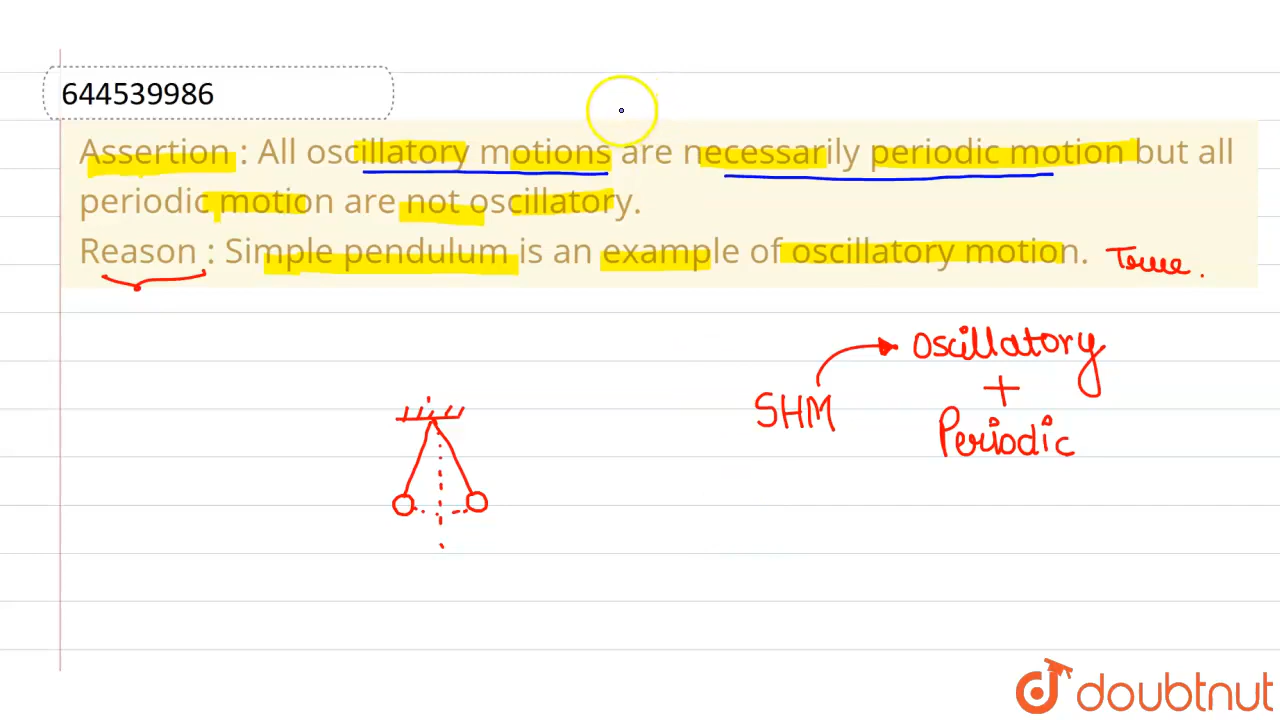 644539986
Assertion : All oscillatory motions are necessarily periodic motion but all
periodic motion are not oscillatory.
Reason : Simple pendulum is an example of oscillatory motion. True.
Oscillatory
+
SHM
Periodic
doubtnut